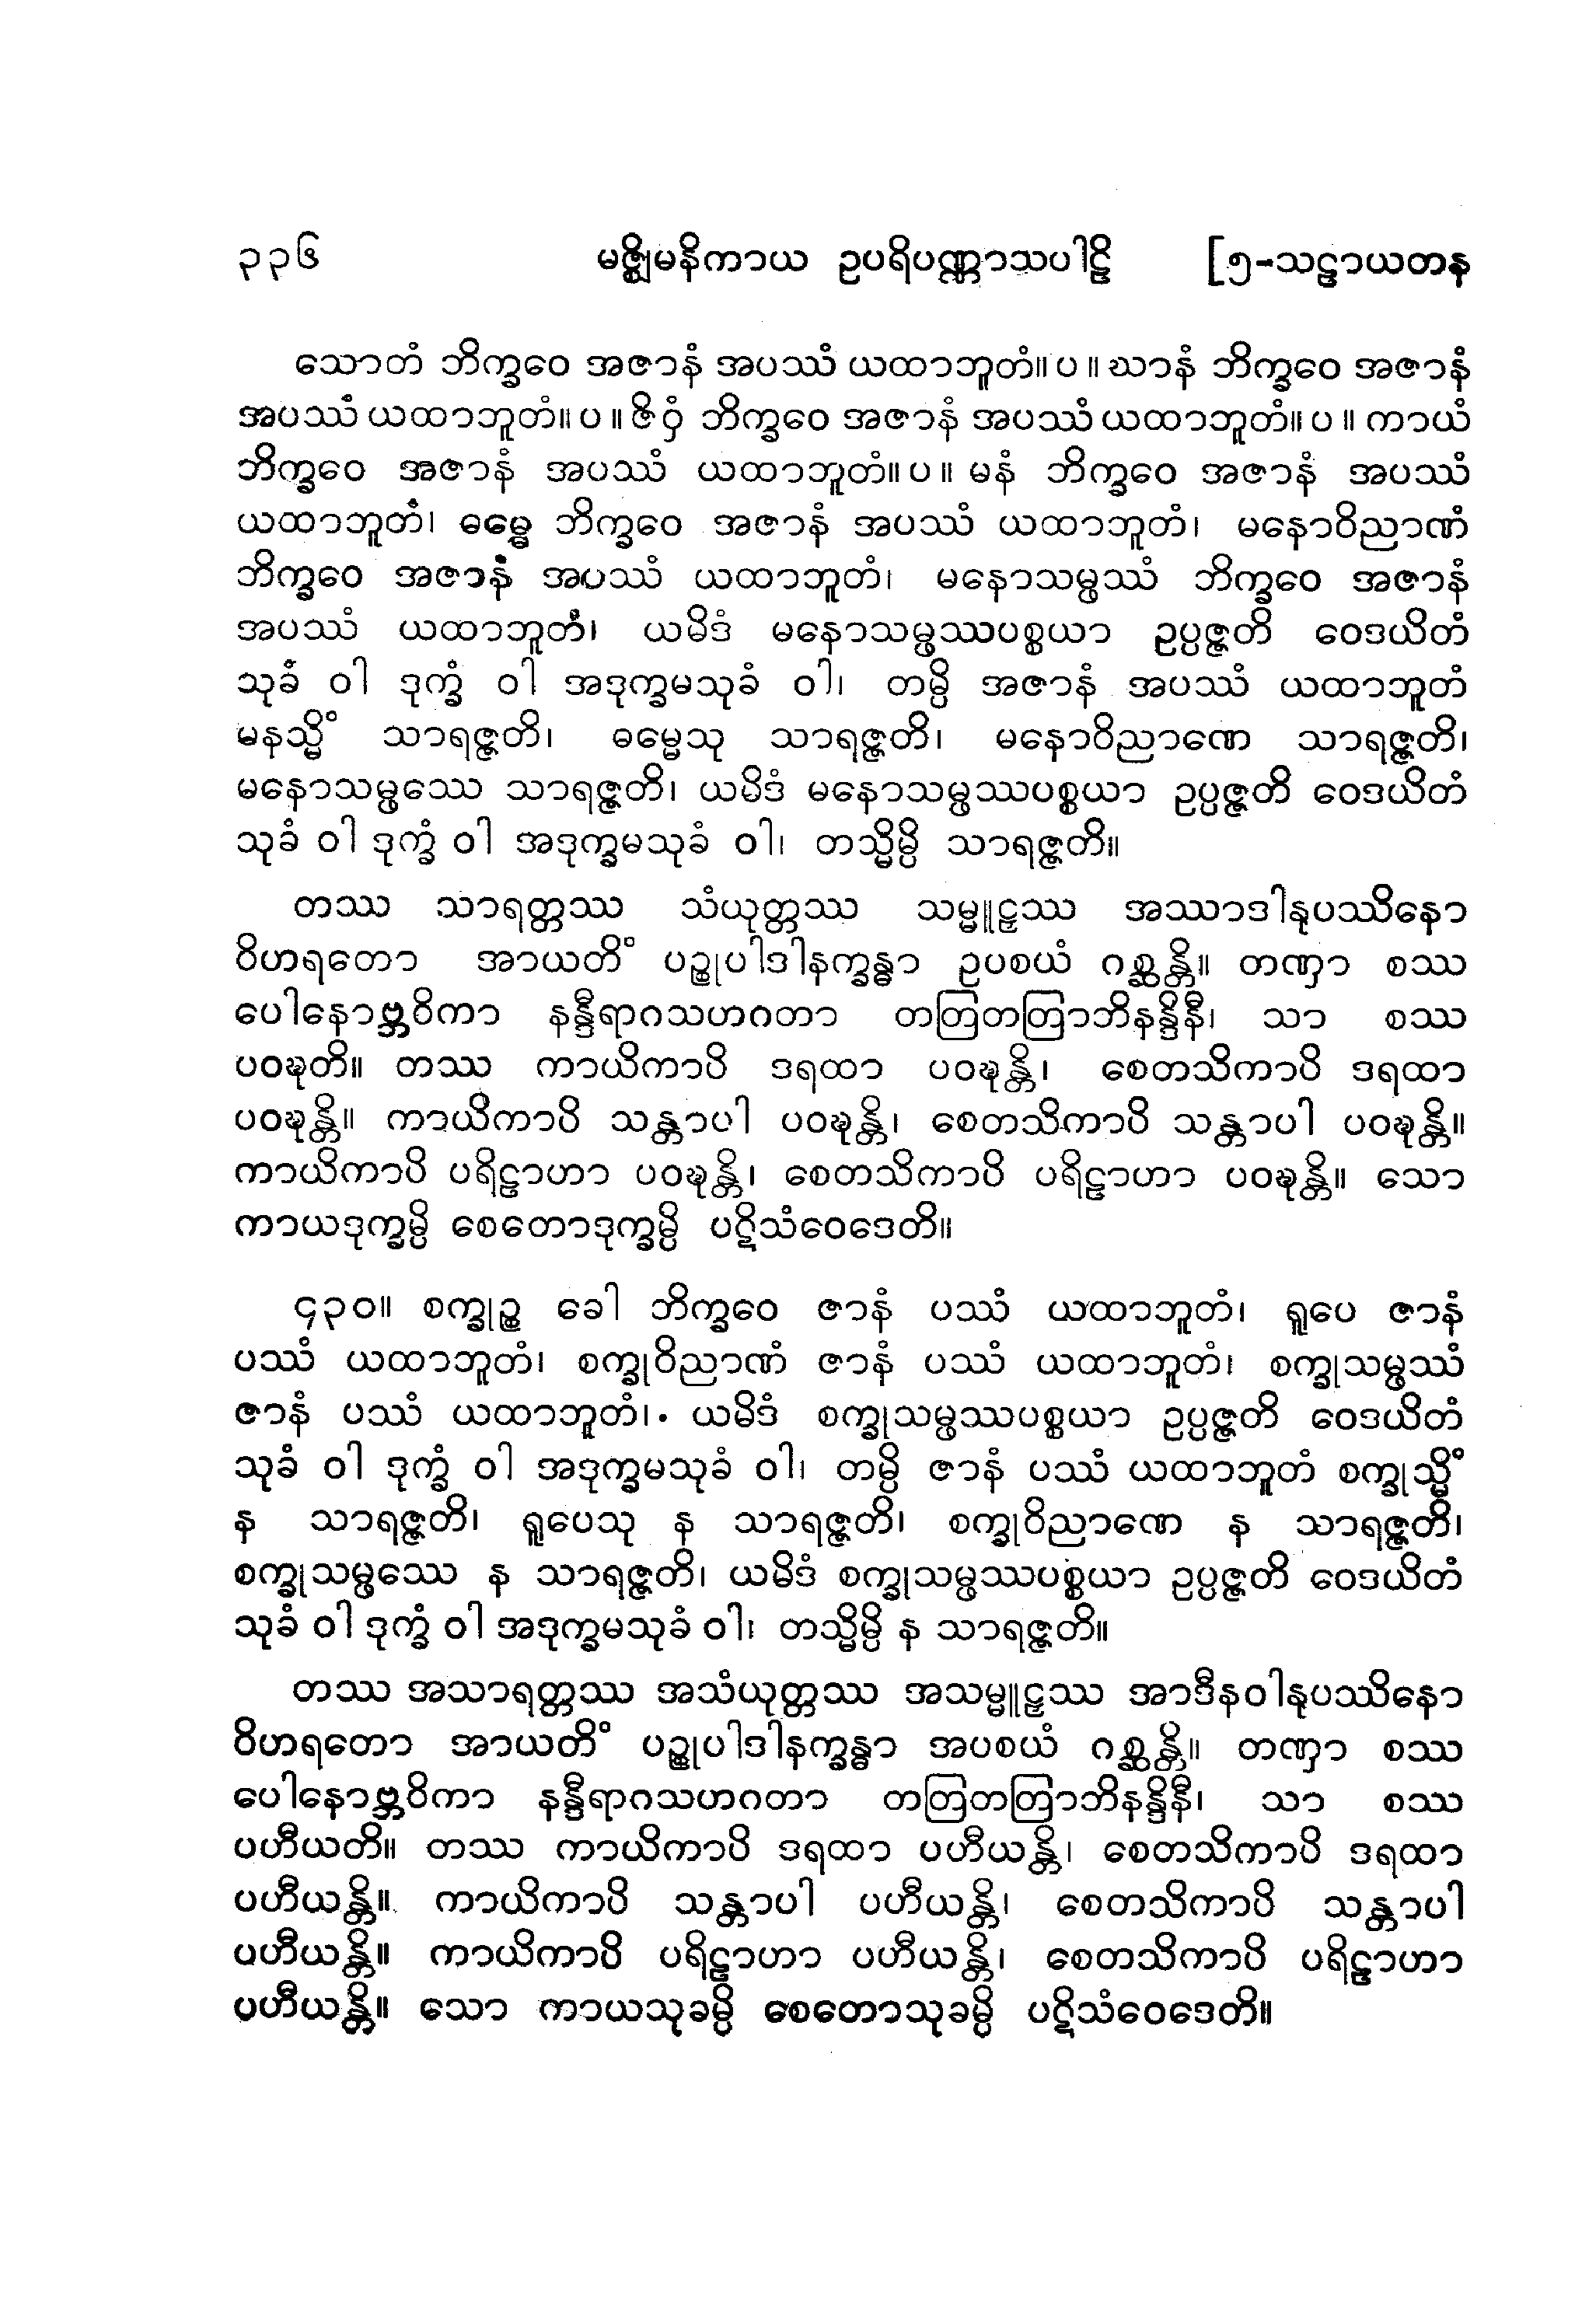 ၃၃၆ မဇ္ဈိမနိကာယ ဥပရိပဏ္ဏာသပါဠိ [၅-သဠာယတန
သောတံ ဘိက္ခဝေ အဇာနံ အပဿံ ယထာဘူတံ။ပ။ဃာနံ ဘိက္ခဝေ အဇာနံ
အပဿံ ယထာဘူတံ။ပ။ဇိဝှံ ဘိက္ခဝေ အဇာနံ အပဿံ ယထာဘူတံ။ပ။ ကာယံ
ဘိက္ခဝေ အဇာနံ အပဿံ ယထာဘူတံ။ပ။ မနံ ဘိက္ခဝေ အဇာနံ အပဿံ
ယထာဘူတံ၊ ဓမ္မေ ဘိက္ခဝေ အဇာနံ အပဿံ ယထာဘူတံ၊ မနောဝိညာဏံ
ဘိက္ခဝေ အဇာနံ အပဿံ ယထာဘူတံ၊ မနောသမ္ဖဿံ ဘိက္ခဝေ အဇာနံ
အပဿံ ယထာဘူတံ၊ ယမိဒံ မနောသမ္ဖဿပစ္စယာ ဥပ္ပဇ္ဇတိ ဝေဒယိတံ
သုခံ ဝါ ဒုက္ခံ ဝါ အဒုက္ခမသုခံ ဝါ၊ တမ္ပိ အဇာနံ အပဿံ ယထာဘူတံ
မနသ္မိံ သာရဇ္ဇတိ၊ ဓမ္မေသု သာရဇ္ဇတိ၊ မနောဝိညာဏေ သာရဇ္ဇတိ၊
မနောသမ္ဖဿေ သာရဇ္ဇတိ၊ ယမိဒံ မနောသမ္ဖဿပစ္စယာ ဥပ္ပဇ္ဇတိ ဝေဒယိတံ
သုခံ ဝါ ဒုက္ခံ ဝါ အဒုက္ခမသုခံ ဝါ၊ တသ္မိမ္ပိ သာရဇ္ဇတိ။
တဿ သာရတ္တဿ သံယုတ္တဿ သမ္မူဠှဿ အဿာဒါနုပဿိနော
ဝိဟရတော အာယတိံ ပဉ္စုပါဒါနက္ခန္ဓာ ဥပစယံ ဂစ္ဆန္တိ။ တဏှာ စဿ
ပေါနောဗ္ဘဝိကာ နန္ဒီရာဂသဟဂတာ တတြတတြာဘိနန္ဒိနီ၊ သာ စဿ
ပဝဍ္ဎတိ။ တဿ ကာယိကာပိ ဒရထာ ပဝဍ္ဎန္တိ၊ စေတသိကာပိ ဒရထာ
ပဝဍ္ဎန္တိ။ ကာယိကာပိ သန္တာပါ ပဝဍ္ဎန္တိ၊ စေတသိကာပိ သန္တာပါ ပဝဍ္ဎန္တိ။
ကာယိကာပိ ပရိဠာဟာ ပဝဍ္ဎန္တိ၊ စေတသိကာပိ ပရိဠာဟာ ပဝဍ္ဎန္တိ။ သော
ကာယဒုက္ခမ္ပိ စေတောဒုက္ခမ္ပိ ပဋိသံဝေဒေတိ။
၄၃၀။ စက္ခုဉ္စ ခေါ ဘိက္ခဝေ ဇာနံ ပဿံ ယထာဘူတံ၊ ရူပေ ဇာနံ
ပဿံ ယထာဘူတံ၊ စက္ခုဝိညာဏံ ဇာနံ ပဿံ ယထာဘူတံ၊ စက္ခုသမ္ဖဿံ
ဇာနံ ပဿံ ယထာဘူတံ၊ ယမိဒံ စက္ခုသမ္ဖဿပစ္စယာ ဥပ္ပဇ္ဇတိ ဝေဒယိတံ
သုခံ ဝါ ဒုက္ခံ ဝါ အဒုက္ခမသုခံ ဝါ၊ တမ္ပိ ဇာနံ ပဿံ ယထာဘူတံ စက္ခုသ္မိံ
န သာရဇ္ဇတိ၊ ရူပေသု န သာရဇ္ဇတိ၊ စက္ခုဝိညာဏေ န သာရဇ္ဇတိ၊
စက္ခုသမ္ဖဿေ န သာရဇ္ဇတိ၊ ယမိဒံ စက္ခုသမ္ဖဿပစ္စယာ ဥပ္ပဇ္ဇတိ ဝေဒယိတံ
သုခံ ဝါ ဒုက္ခံ ဝါ အဒုက္ခမသုခံ ဝါ၊ တသ္မိမ္ပိ န သာရဇ္ဇတိ။
တဿ အသာရတ္တဿ အသံယုတ္တဿ အသမ္မူဠှဿ အာဒီနဝါနုပဿိနော
ဝိဟရတော အာယတိံ ပဉ္စုပါဒါနက္ခန္ဓာ အပစယံ ဂစ္ဆန္တိ။ တဏှာ စဿ
ပေါနောဗ္ဘဝိကာ နန္ဒီရာဂသဟဂတာ တတြတတြာဘိနန္ဒိနီ၊ သာ စဿ
ပဟီယတိ။ တဿ ကာယိကာပိ ဒရထာ ပဟီယန္တိ၊ စေတသိကာပိ ဒရထာ
ပဟီယန္တိ။ ကာယိကာပိ သန္တာပါ ပဟီယန္တိ၊ စေတသိကာပိ သန္တာပါ
ပဟီယန္တိ။ ကာယိကာပိ ပရိဠာဟာ ပဟီယန္တိ၊ စေတသိကာပိ ပရိဠာဟာ
ပဟီယန္တိ။ သော ကာယသုခမ္ပိ စေတောသုခမ္ပိ ပဋိသံဝေဒေတိ။